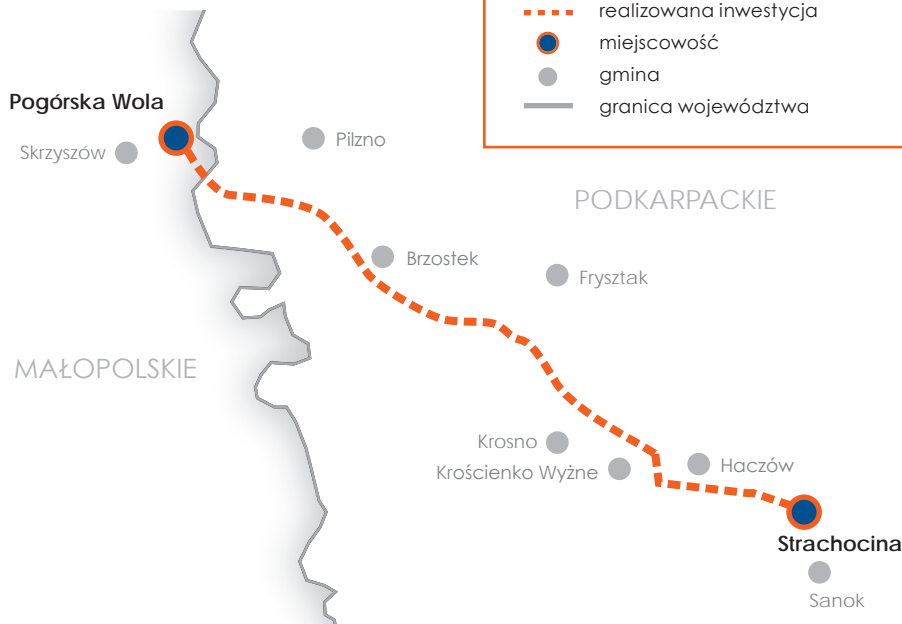 realizowana inwestycja
miejscowość
gmina
granica województwa
Pogórska Wola
Skrzyszów
Pilzno
PODKARPACKIE
Brzostek
Frysztak
MAŁOPOLSKIE
Krosno
Krościenko Wyżne
Haczów
Strachocina
Sanok